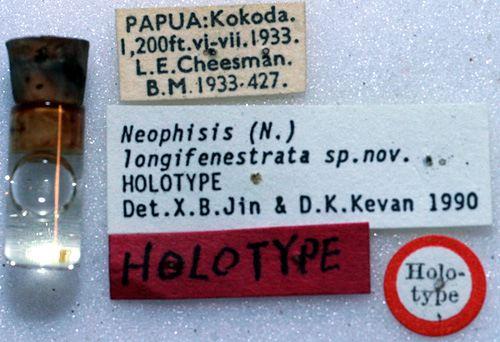 PAPUA:Kokoda.
1,200ft.vi-vii.1933.
L.E.Cheesman.
B.M.1933-427.
Neophisis (N.)
longifenestrata sp.nov.
HOLOTYPE
Det.X.B.Jin & D.K.Kevan 1990
HOLOTYPE
Holo-
type